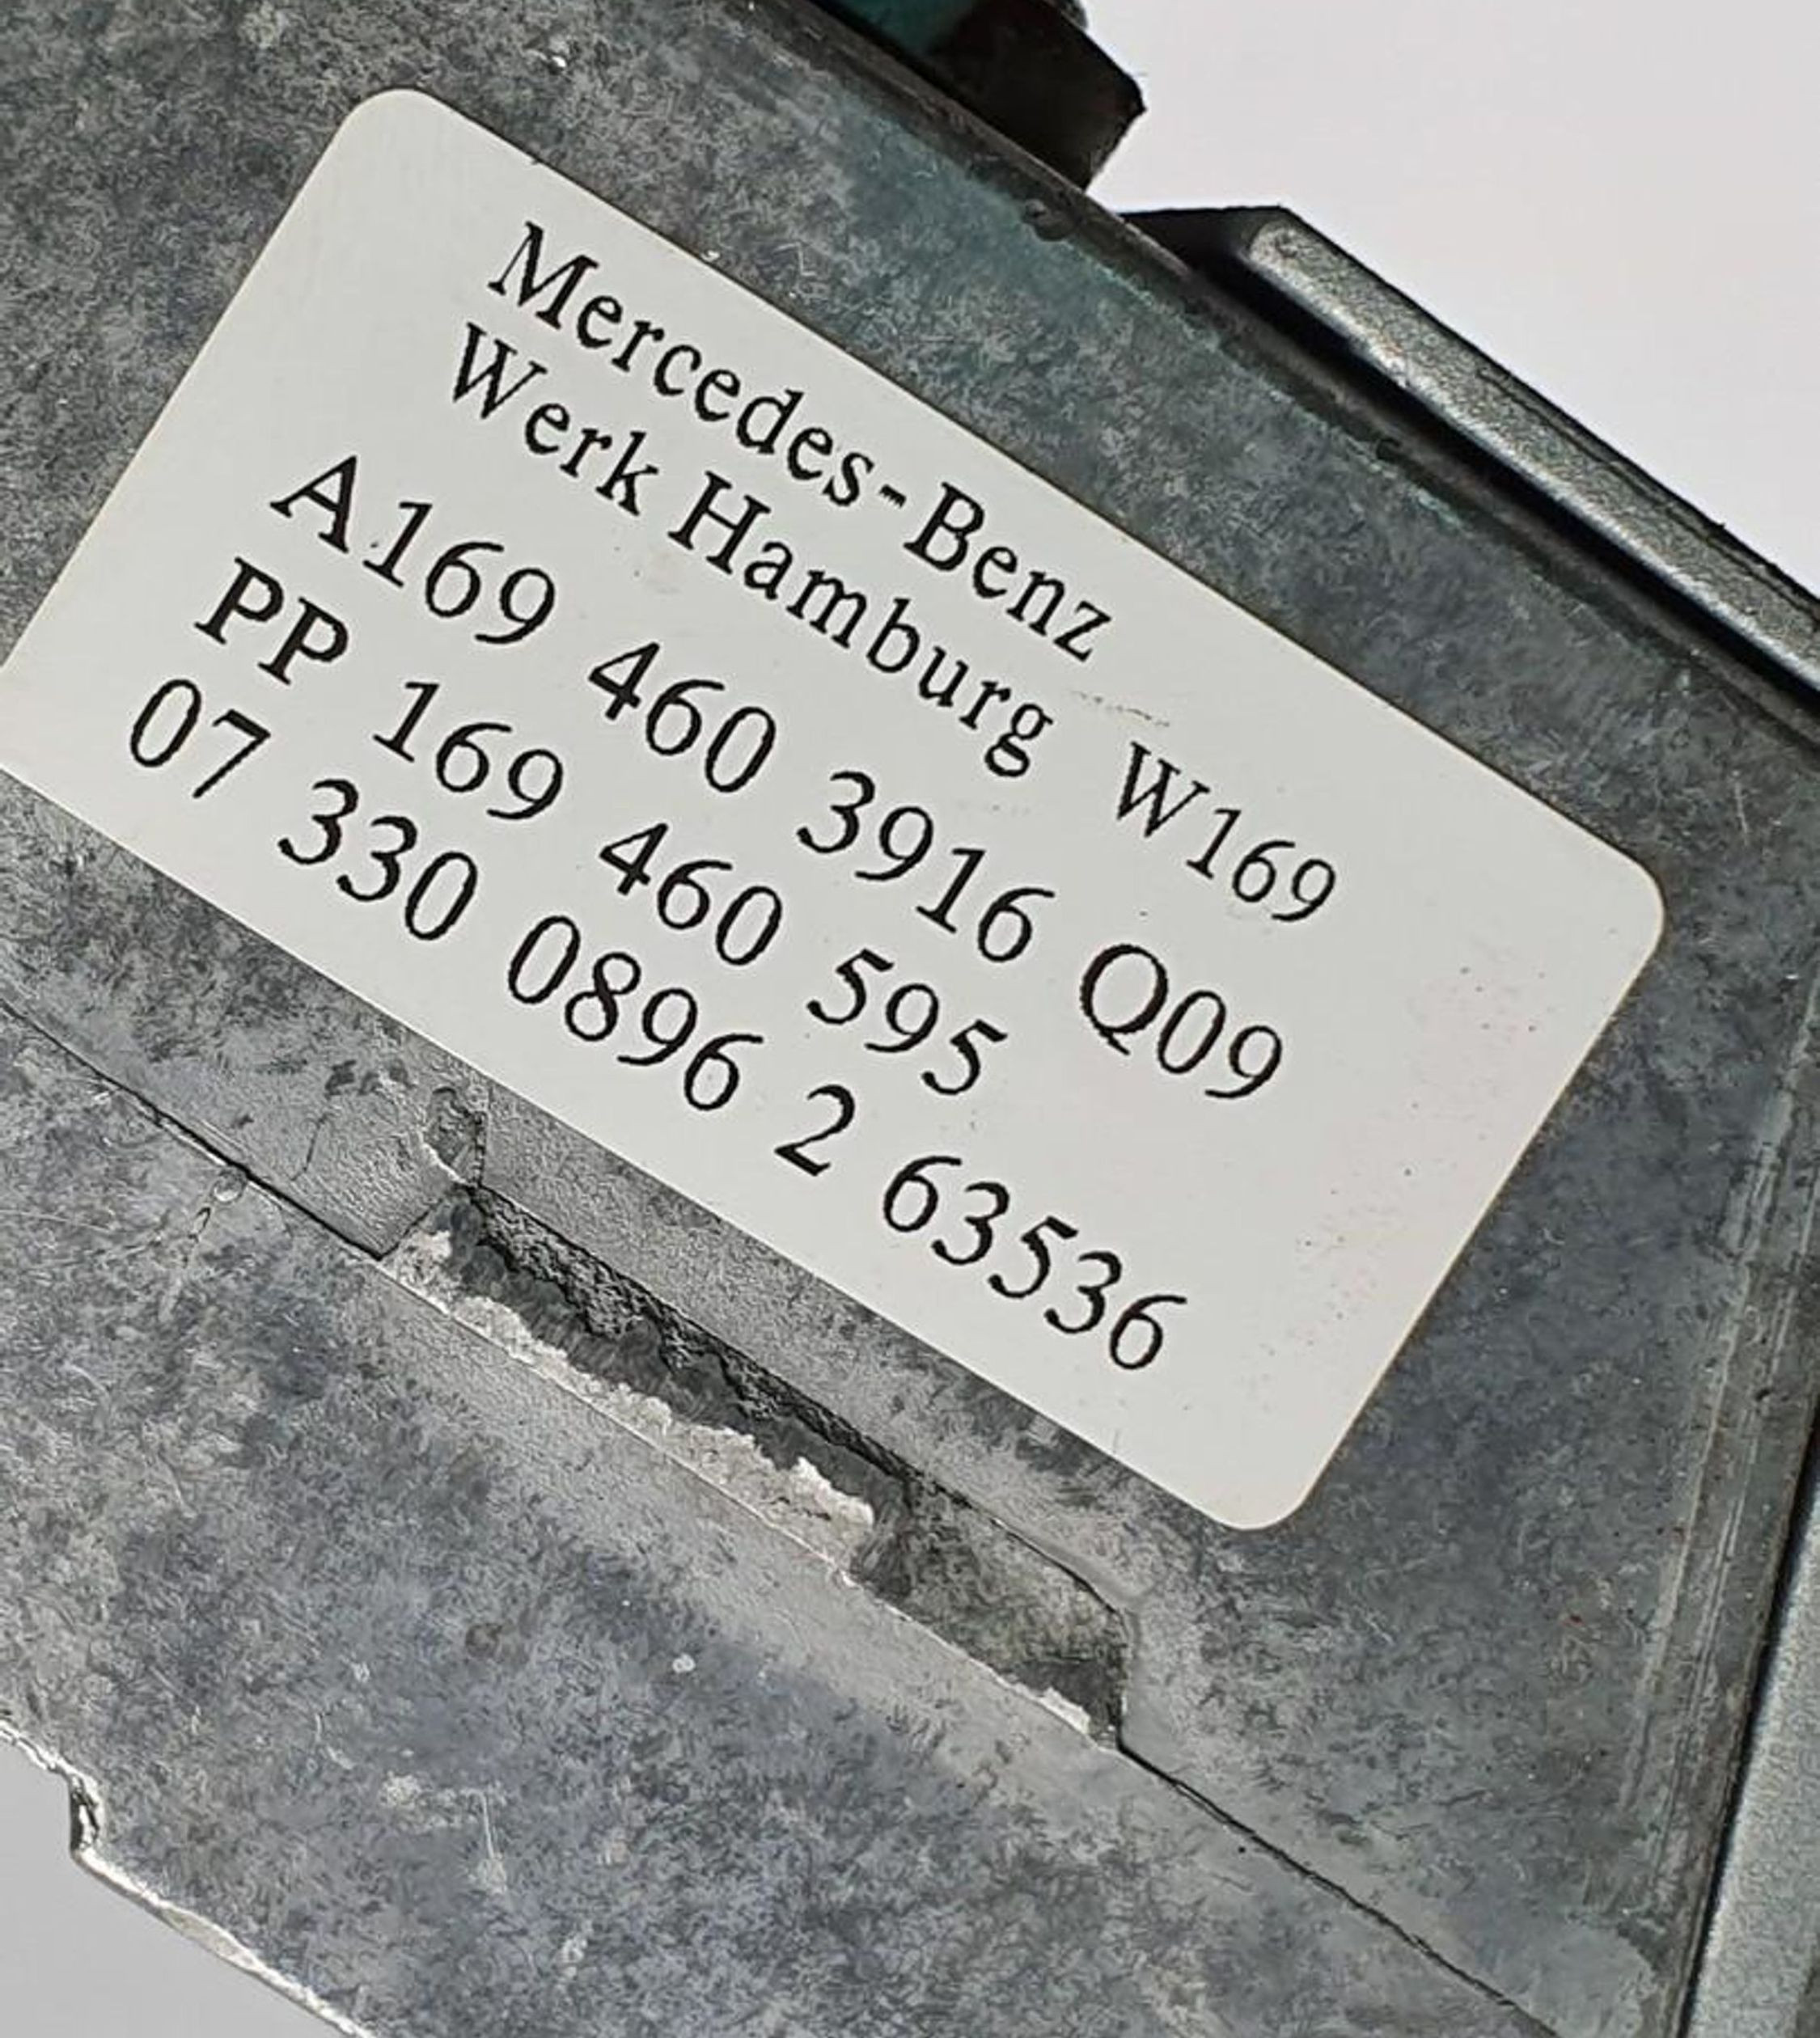 Mercedes-Benz
Werk Hamburg W169
A169 460 3916 Q09
PP 169 460 595
07 330 0896 2 63536